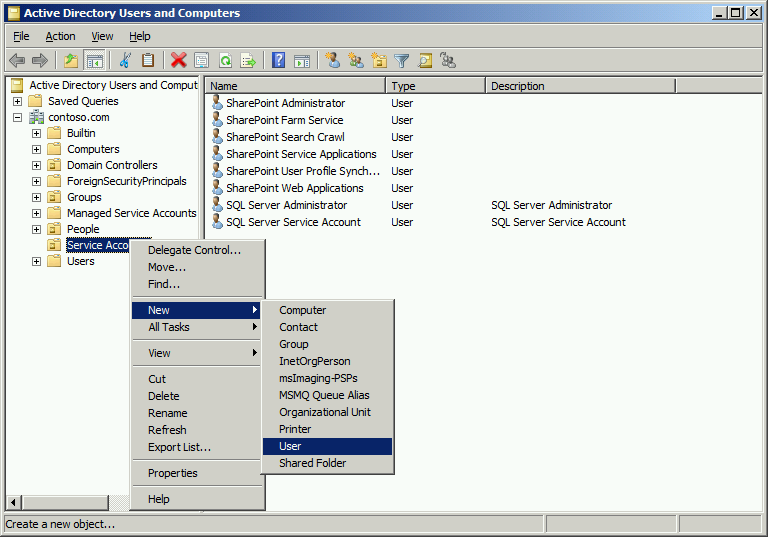 Active Directory Users and Computers
File Action View Help
Active Directory Users and Comput
Saved Queries
contoso.com
Builtin
Computers
Domain Controllers
ForeignSecurityPrincipals
Groups
Managed Service Accounts
People
Service Acco
Users
Name Type Description
SharePoint Administrator User
SharePoint Farm Service User
SharePoint Search Crawl User
SharePoint Service Applications User
SharePoint User Profile Synch... User
SharePoint Web Applications User
SQL Server Administrator User SQL Server Administrator
SQL Server Service Account User SQL Server Service Account
Delegate Control...
Move...
Find...
New
All Tasks
View
Cut
Delete
Rename
Refresh
Export List...
Properties
Help
Computer
Contact
Group
InetOrgPerson
msImaging-PSPs
MSMQ Queue Alias
Organizational Unit
Printer
User
Shared Folder
Create a new object...